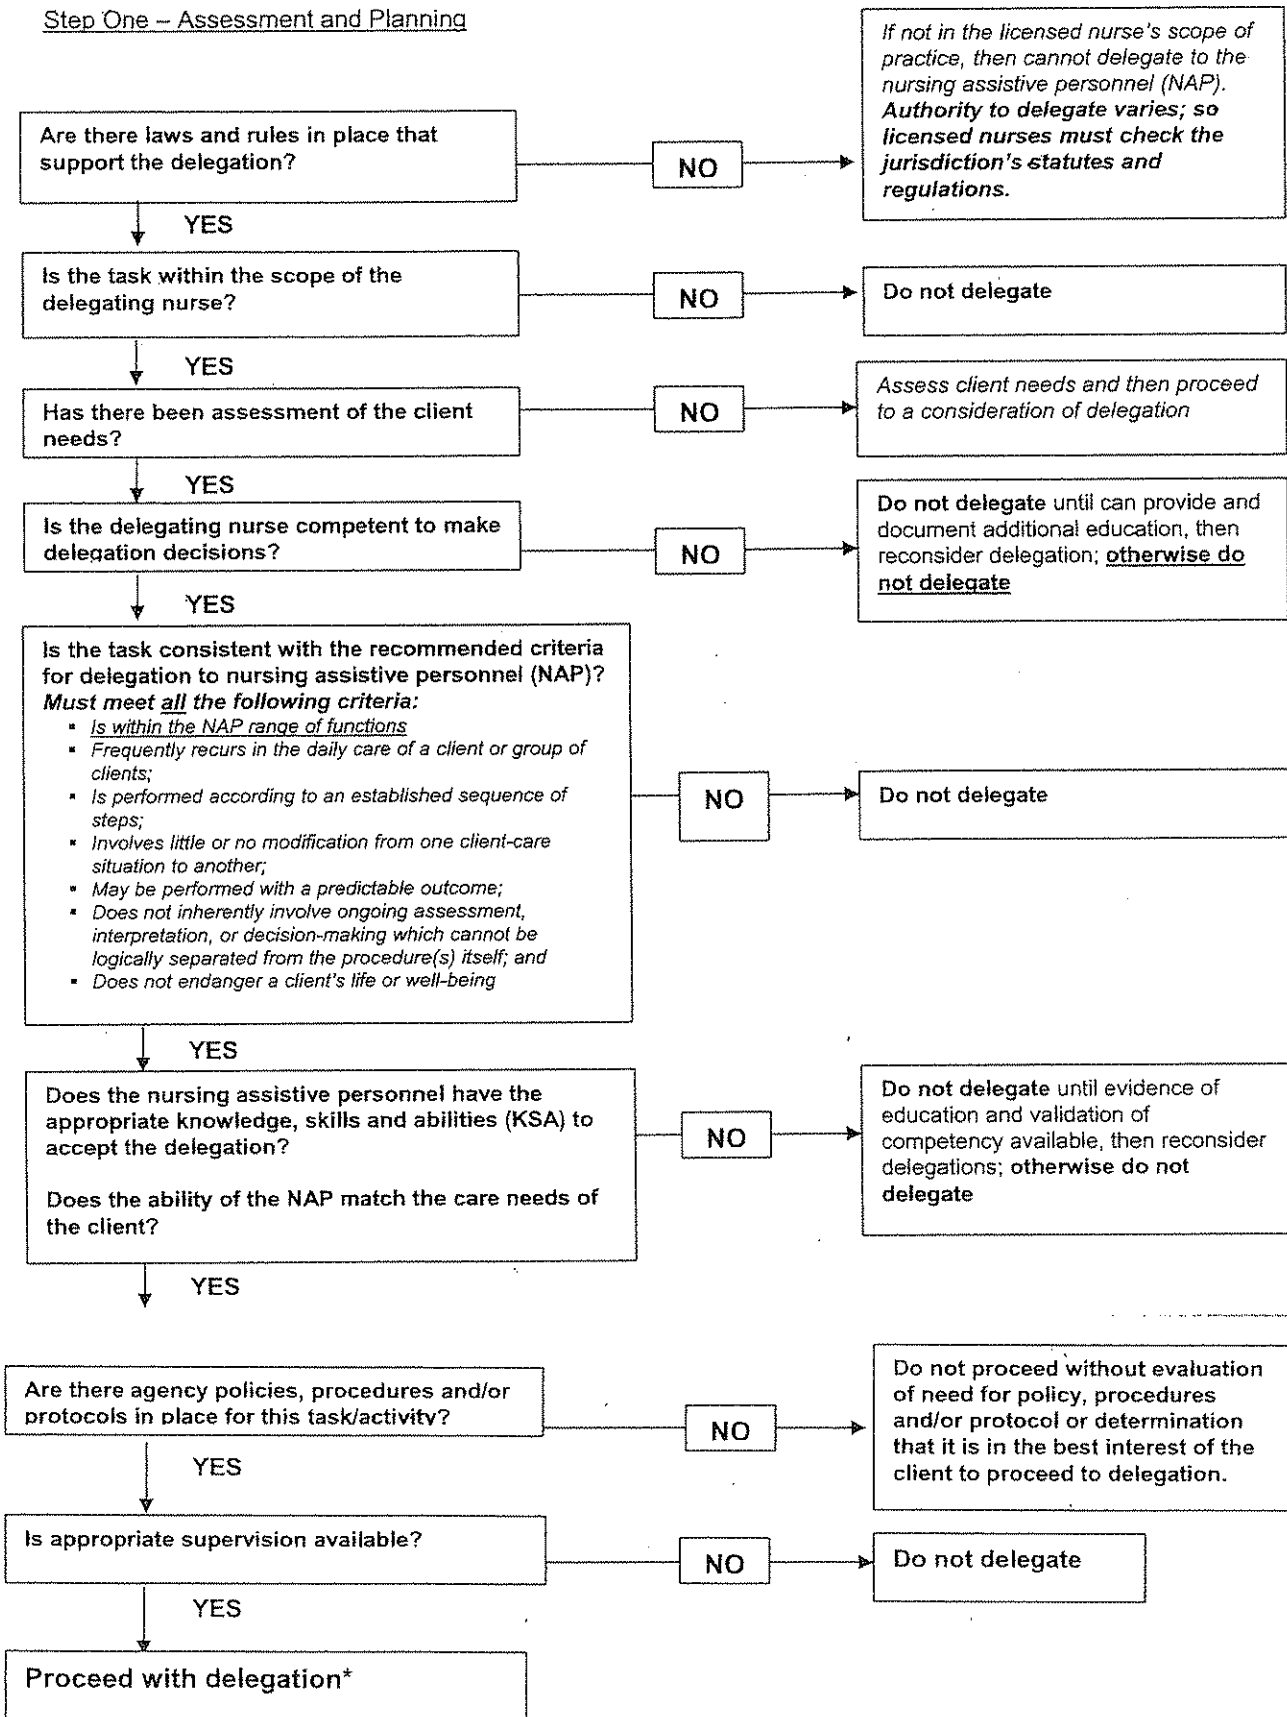 Step One – Assessment and Planning
If not in the licensed nurse's scope of
practice, then cannot delegate to the
nursing assistive personnel (NAP).
Authority to delegate varies; so
licensed nurses must check the
jurisdiction's statutes and
regulations.
Are there laws and rules in place that
support the delegation?
NO
YES
Is the task within the scope of the
delegating nurse?
NO
Do not delegate
YES
Has there been assessment of the client
needs?
NO
Assess client needs and then proceed
to a consideration of delegation
YES
Is the delegating nurse competent to make
delegation decisions?
NO
Do not delegate until can provide and
document additional education, then
reconsider delegation; otherwise do
not delegate
YES
Is the task consistent with the recommended criteria
for delegation to nursing assistive personnel (NAP)?
Must meet all the following criteria:
▪ Is within the NAP range of functions
▪ Frequently recurs in the daily care of a client or group of
clients;
▪ Is performed according to an established sequence of
steps;
▪ Involves little or no modification from one client-care
situation to another;
▪ May be performed with a predictable outcome;
▪ Does not inherently involve ongoing assessment,
interpretation, or decision-making which cannot be
logically separated from the procedure(s) itself; and
▪ Does not endanger a client's life or well-being
NO
Do not delegate
YES
Does the nursing assistive personnel have the
appropriate knowledge, skills and abilities (KSA) to
accept the delegation?
Does the ability of the NAP match the care needs of
the client?
NO
Do not delegate until evidence of
education and validation of
competency available, then reconsider
delegations; otherwise do not
delegate
YES
Are there agency policies, procedures and/or
protocols in place for this task/activity?
NO
Do not proceed without evaluation
of need for policy, procedures
and/or protocol or determination
that it is in the best interest of the
client to proceed to delegation.
YES
Is appropriate supervision available?
NO
Do not delegate
YES
Proceed with delegation*